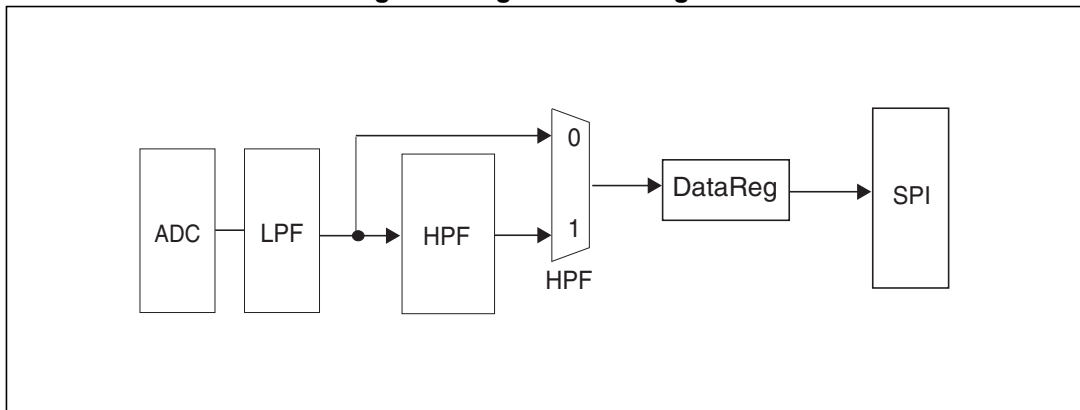 0
DataReg
SPI
ADC
LPF
HPF
1
HPF